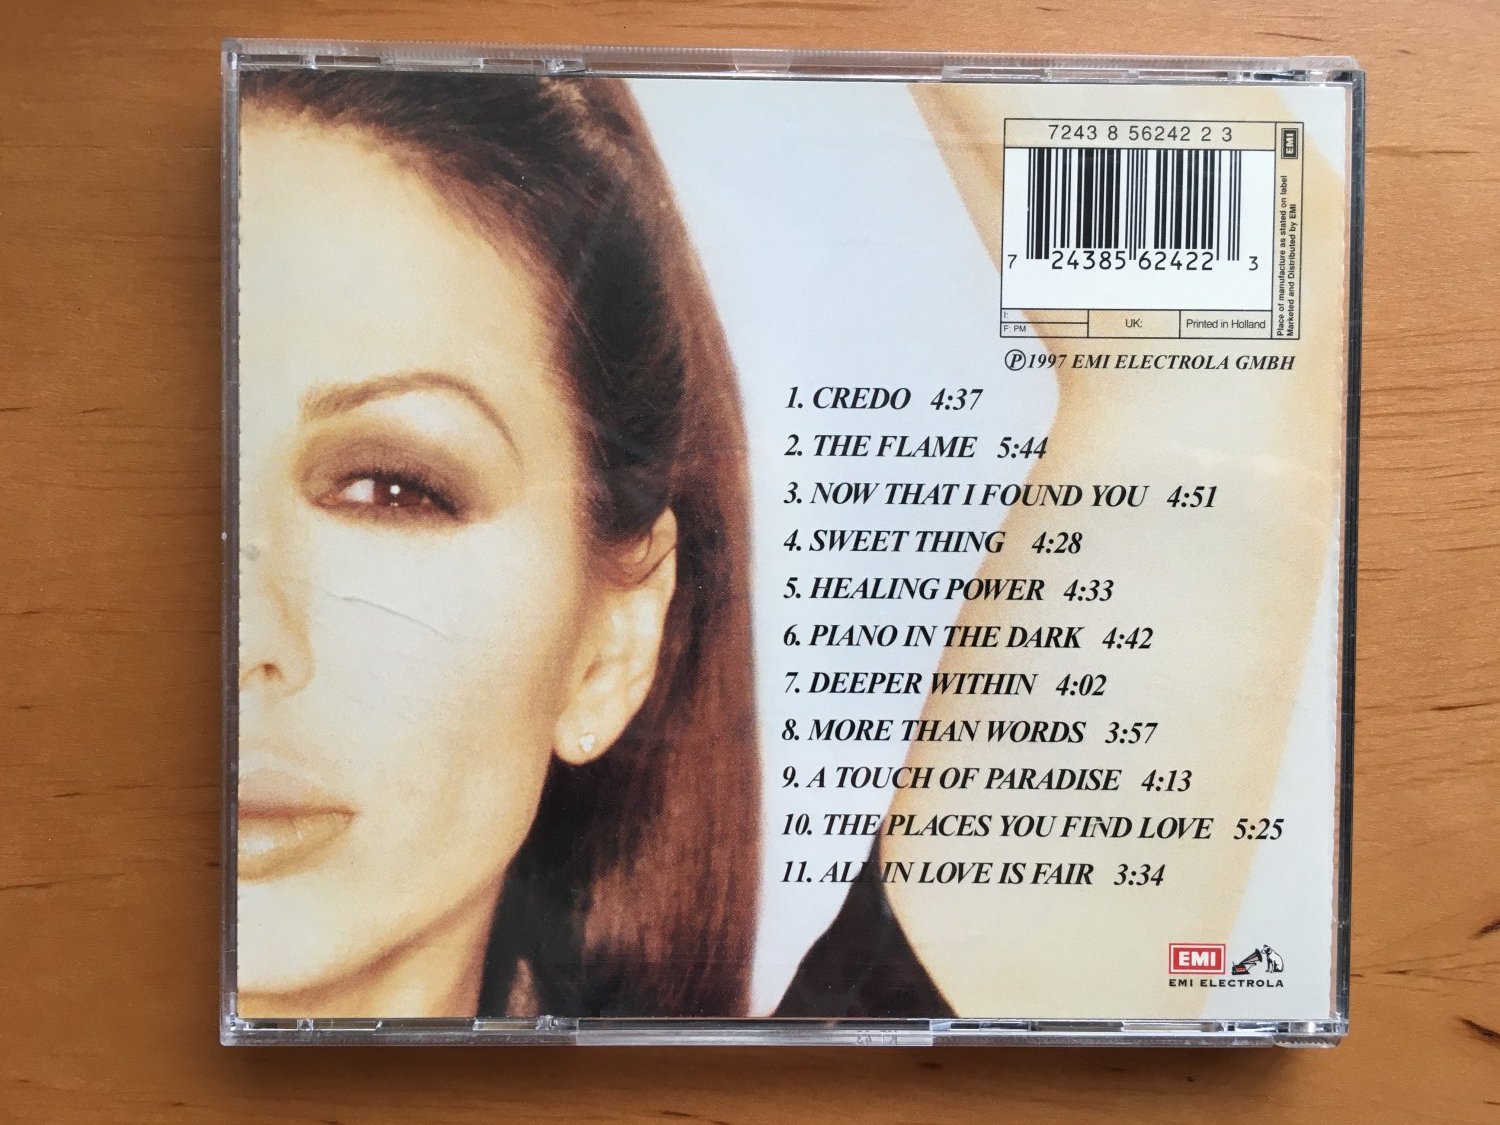 7243 8 56242 2 3
EMI
7 24385 62422 3
Place of manufacture as stated on label
Marketed and Distributed by EMI
I:
F: PM
UK:
Printed in Holland
Ⓟ1997 EMI ELECTROLA GMBH
1. CREDO 4:37
2. THE FLAME 5:44
3. NOW THAT I FOUND YOU 4:51
4. SWEET THING 4:28
5. HEALING POWER 4:33
6. PIANO IN THE DARK 4:42
7. DEEPER WITHIN 4:02
8. MORE THAN WORDS 3:57
9. A TOUCH OF PARADISE 4:13
10. THE PLACES YOU FIND LOVE 5:25
11. ALL IN LOVE IS FAIR 3:34
EMI
EMI ELECTROLA